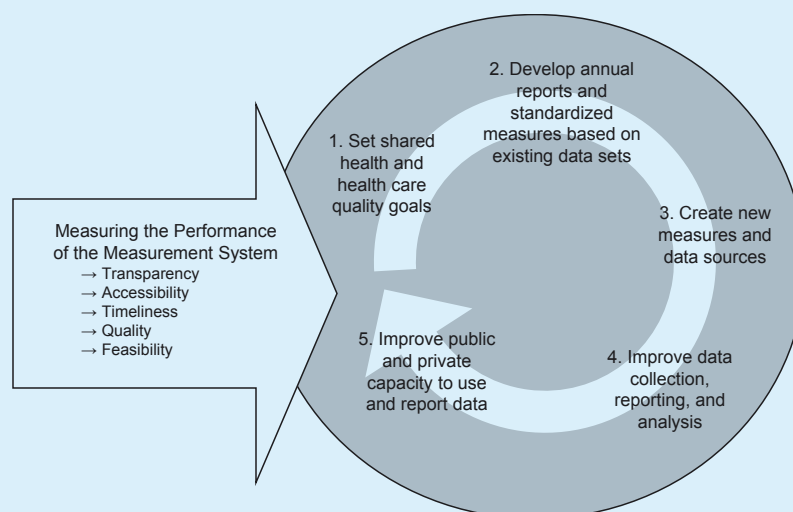 Measuring the Performance
of the Measurement System
→ Transparency
→ Accessibility
→ Timeliness
→ Quality
→ Feasibility
1. Set shared
health and
health care
quality goals
2. Develop annual
reports and
standardized
measures based on
existing data sets
3. Create new
measures and
data sources
4. Improve data
collection,
reporting, and
analysis
5. Improve public
and private
capacity to use
and report data